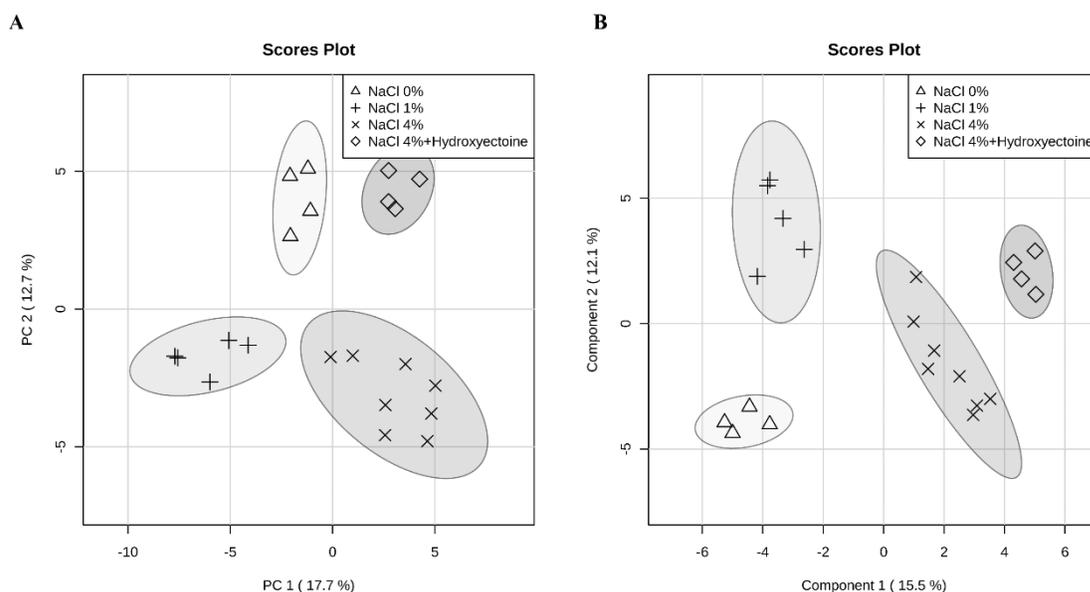 A
Scores Plot
NaCl 0%
NaCl 1%
NaCl 4%
NaCl 4%+Hydroxyectoine
5
0
-5
PC 2 ( 12.7 %)
-10
-5
0
5
PC 1 ( 17.7 %)
B
Scores Plot
NaCl 0%
NaCl 1%
NaCl 4%
NaCl 4%+Hydroxyectoine
5
0
-5
Component 2 ( 12.1 %)
-6
-4
-2
0
2
4
6
Component 1 ( 15.5 %)